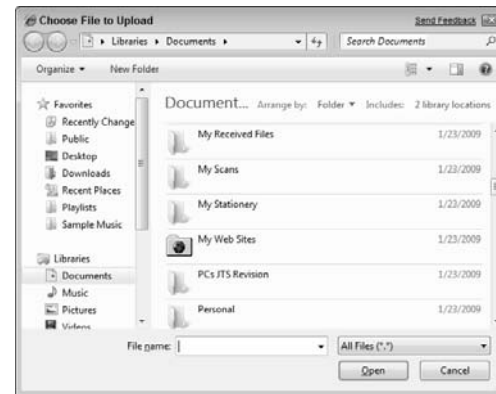 Choose File to Upload
Send Feedback
Libraries Documents
Search Documents
Organize New Folder
Favorites
Recently Change
Public
Desktop
Downloads
Recent Places
Playlists
Sample Music
Libraries
Documents
Music
Pictures
Videos
Document... Arrange by: Folder Includes: 2 library locations
My Received Files 1/23/2009
My Scans 1/23/2009
My Stationery 1/23/2009
My Web Sites 1/23/2009
PCs JTS Revision 1/23/2009
Personal 1/23/2009
File name: All Files (*.*)
Open Cancel